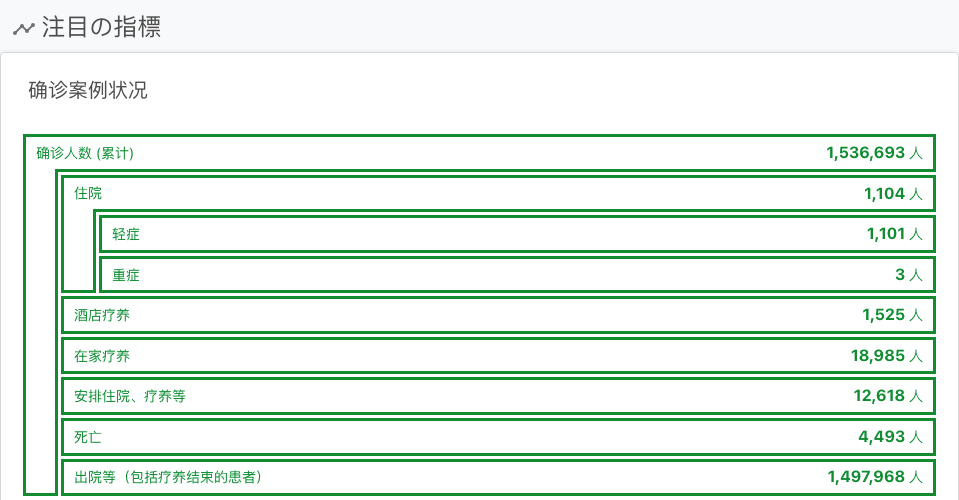 注目の指標
确诊案例状况
确诊人数 (累计) 1,536,693 人
住院 1,104 人
轻症 1,101 人
重症 3 人
酒店疗养 1,525 人
在家疗养 18,985 人
安排住院、疗养等 12,618 人
死亡 4,493 人
出院等（包括疗养结束的患者） 1,497,968 人